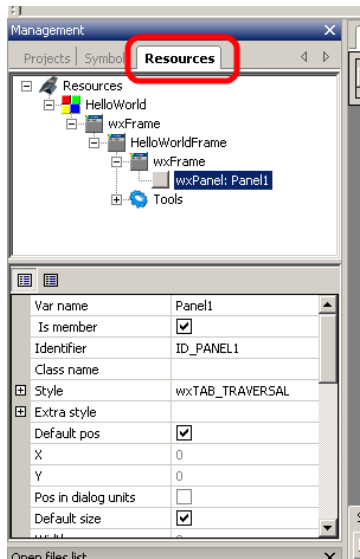 Management
Projects Symbol Resources
Resources
HelloWorld
wxFrame
HelloWorldFrame
wxFrame
wxPanel: Panel1
Tools
Var name Panel1
Is member
Identifier ID_PANEL1
Class name
Style wxTAB_TRAVERSAL
Extra style
Default pos
X 0
Y 0
Pos in dialog units
Default size
Open files list